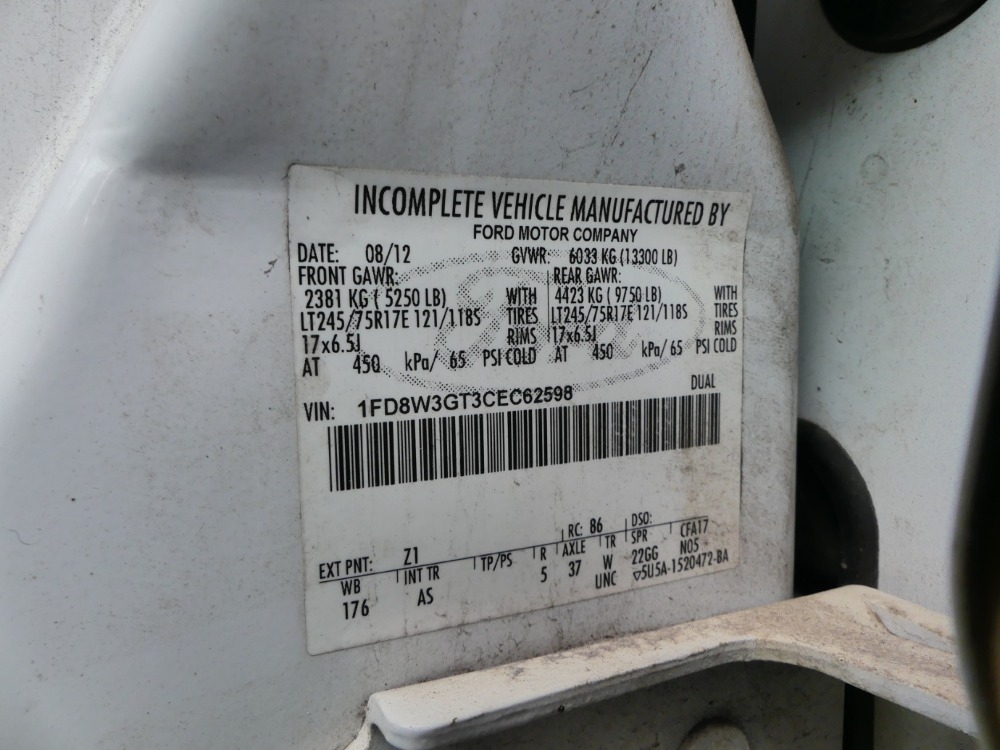 INCOMPLETE VEHICLE MANUFACTURED BY
FORD MOTOR COMPANY
DATE: 08/12 GVWR: 6033 KG (13300 LB)
FRONT GAWR: REAR GAWR:
2381 KG ( 5250 LB) WITH 4423 KG ( 9750 LB) WITH
LT245/75R17E 121/118S TIRES LT245/75R17E 121/118S TIRES
17x6.5J RIMS 17x6.5J RIMS
AT 450 kPa/ 65 PSI COLD AT 450 kPa/ 65 PSI COLD
DUAL
VIN: 1FD8W3GT3CEC62598
EXT PNT: Z1 RC: 86 DSO:
WB INT TR TP/PS R AXLE TR SPR CFA17
176 AS 5 37 W 22GG N05
UNC ▽5U5A-1520472-BA